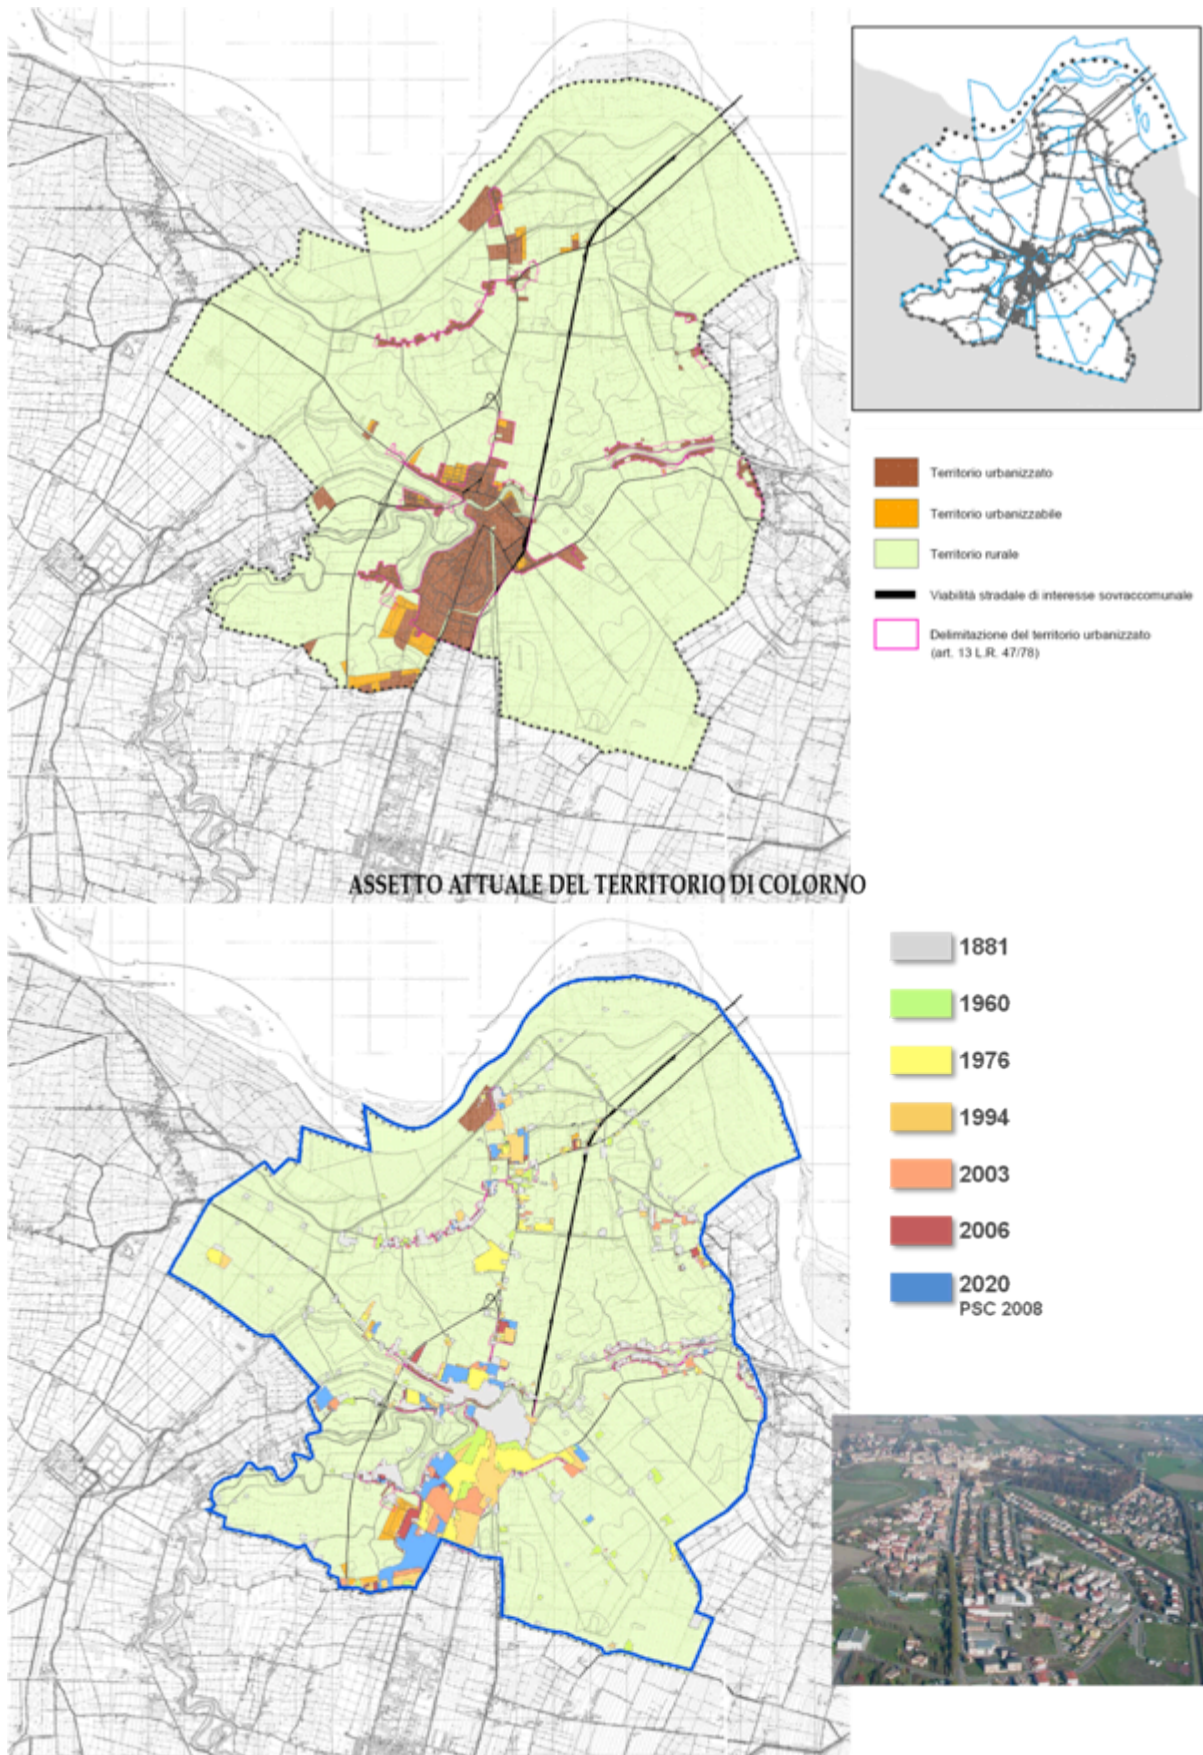 Territorio urbanizzato
Territorio urbanizzabile
Territorio rurale
Viabilità stradale di interesse sovraccomunale
Delimitazione del territorio urbanizzato
(art. 13 L.R. 47/78)
ASSETTO ATTUALE DEL TERRITORIO DI COLORNO
1881
1960
1976
1994
2003
2006
2020
PSC 2008